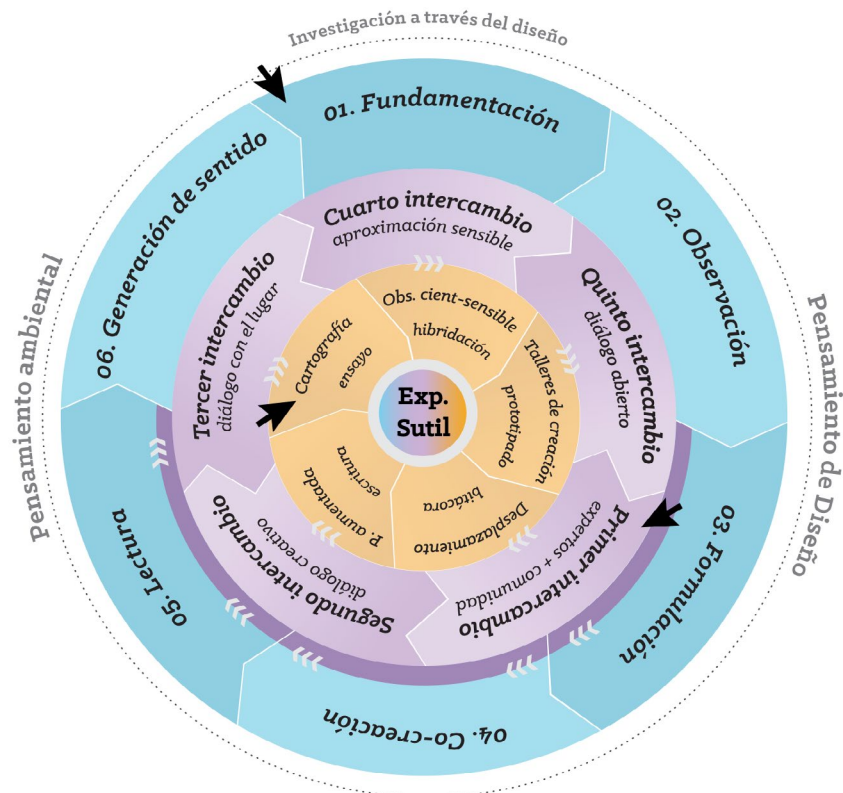 Investigación a través del diseño
Pensamiento ambiental
Pensamiento de Diseño
01. Fundamentación
02. Observación
03. Formulación
04. Co-creación
05. Lectura
06. Generación de sentido
Primer intercambio
expertos + comunidad
Segundo intercambio
diálogo creativo
Tercer intercambio
diálogo con el lugar
Cuarto intercambio
aproximación sensible
Quinto intercambio
diálogo abierto
Cartografía
ensayo
Obs. cient-sensible
hibridación
Talleres de creación
prototipado
Desplazamiento
bitácora
P. aumentada
escritura
Exp.
Sutil